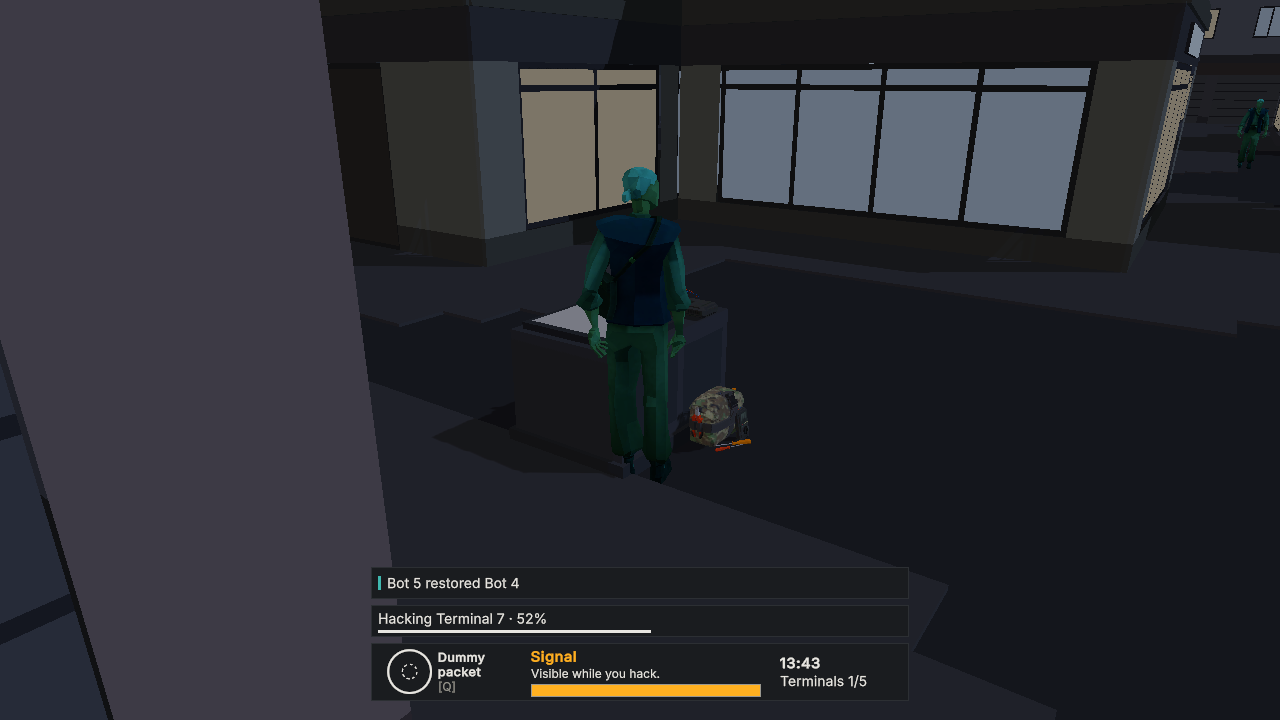 Bot 5 restored Bot 4
Hacking Terminal 7 · 52%
Dummy
packet
[Q]
Signal
Visible while you hack.
13:43
Terminals 1/5